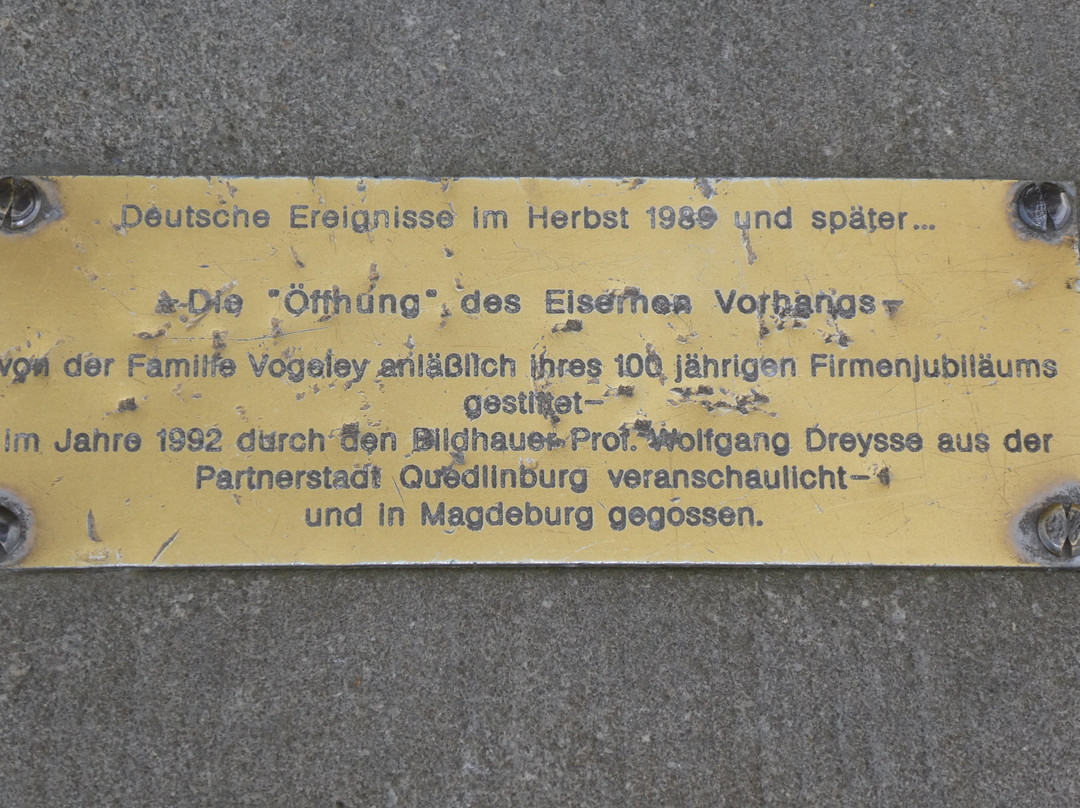 Deutsche Ereignisse im Herbst 1989 und später...
-Die "Öffnung" des Eisernen Vorhangs-
von der Familie Vogeley anläßlich ihres 100 jährigen Firmenjubiläums
gestiftet-
im Jahre 1992 durch den Bildhauer Prof. Wolfgang Dreysse aus der
Partnerstadt Quedlinburg veranschaulicht-
und in Magdeburg gegossen.